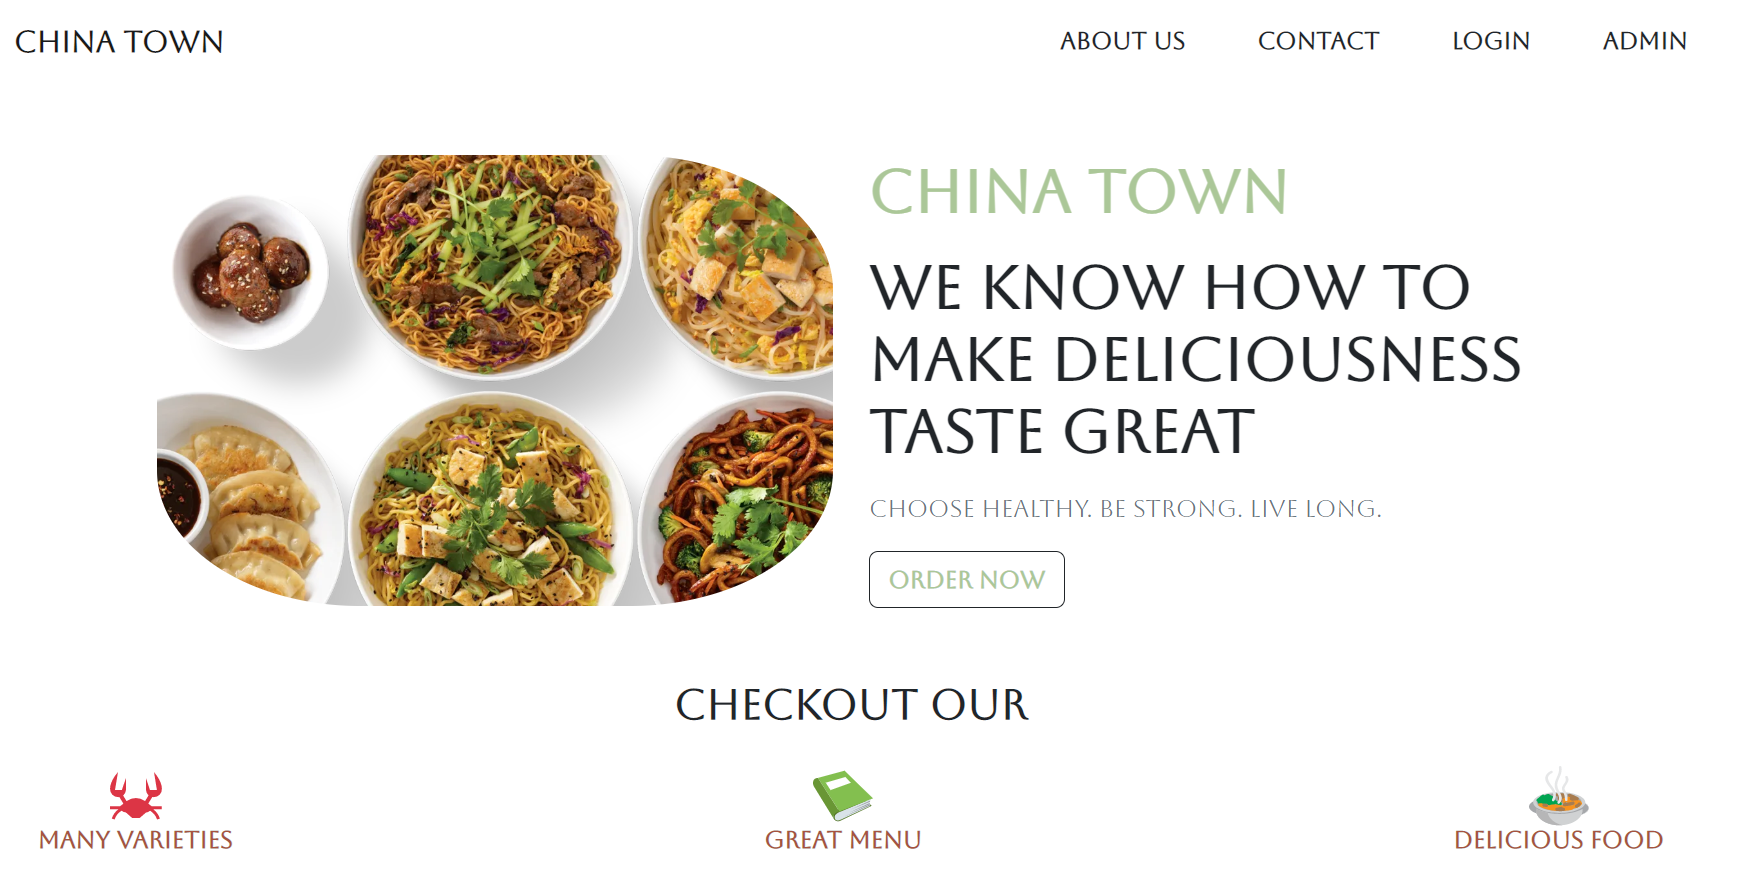 CHINA TOWN
ABOUT US
CONTACT
LOGIN
ADMIN
CHINA TOWN
WE KNOW HOW TO
MAKE DELICIOUSNESS
TASTE GREAT
CHOOSE HEALTHY. BE STRONG. LIVE LONG.
ORDER NOW
CHECKOUT OUR
MANY VARIETIES
GREAT MENU
DELICIOUS FOOD